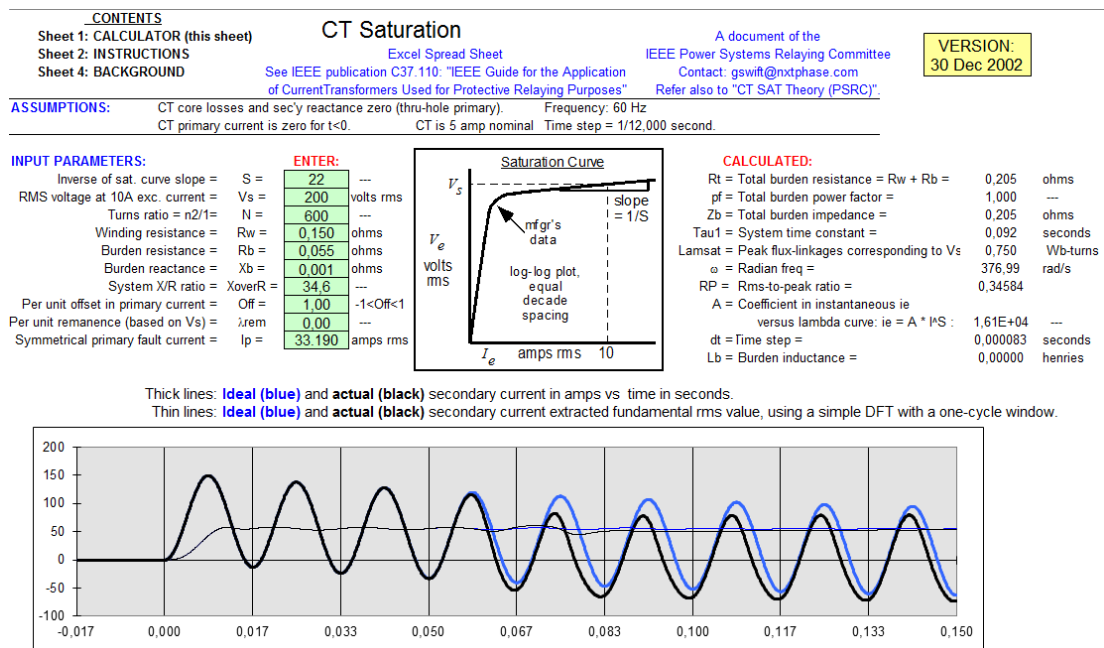 CONTENTS
Sheet 1: CALCULATOR (this sheet)
Sheet 2: INSTRUCTIONS
Sheet 4: BACKGROUND
CT Saturation
Excel Spread Sheet
See IEEE publication C37.110: "IEEE Guide for the Application
of CurrentTransformers Used for Protective Relaying Purposes"
A document of the
IEEE Power Systems Relaying Committee
Contact: gswift@nxtphase.com
Refer also to "CT SAT Theory (PSRC)".
VERSION:
30 Dec 2002
ASSUMPTIONS: CT core losses and sec'y reactance zero (thru-hole primary). Frequency: 60 Hz
CT primary current is zero for t<0. CT is 5 amp nominal Time step = 1/12,000 second.
INPUT PARAMETERS: ENTER:
Inverse of sat. curve slope = S = 22 ---
RMS voltage at 10A exc. current = Vs = 200 volts rms
Turns ratio = n2/1= N = 600 ---
Winding resistance = Rw = 0,150 ohms
Burden resistance = Rb = 0,055 ohms
Burden reactance = Xb = 0,001 ohms
System X/R ratio = XoverR = 34,6 ---
Per unit offset in primary current = Off = 1,00 -1<Off<1
Per unit remanence (based on Vs) = λrem 0,00 ---
Symmetrical primary fault current = Ip = 33.190 amps rms
Saturation Curve
Vs
slope
= 1/S
mfgr's
data
Ve
volts
rms
log-log plot,
equal
decade
spacing
Ie amps rms 10
CALCULATED:
Rt = Total burden resistance = Rw + Rb = 0,205 ohms
pf = Total burden power factor = 1,000 ---
Zb = Total burden impedance = 0,205 ohms
Tau1 = System time constant = 0,092 seconds
Lamsat = Peak flux-linkages corresponding to Vs 0,750 Wb-turns
ω = Radian freq = 376,99 rad/s
RP = Rms-to-peak ratio = 0,34584
A = Coefficient in instantaneous ie
versus lambda curve: ie = A * l^S : 1,61E+04 ---
dt = Time step = 0,000083 seconds
Lb = Burden inductance = 0,00000 henries
Thick lines: Ideal (blue) and actual (black) secondary current in amps vs time in seconds.
Thin lines: Ideal (blue) and actual (black) secondary current extracted fundamental rms value, using a simple DFT with a one-cycle window.
200
150
100
50
0
-50
-100
-0,017 0,000 0,017 0,033 0,050 0,067 0,083 0,100 0,117 0,133 0,150